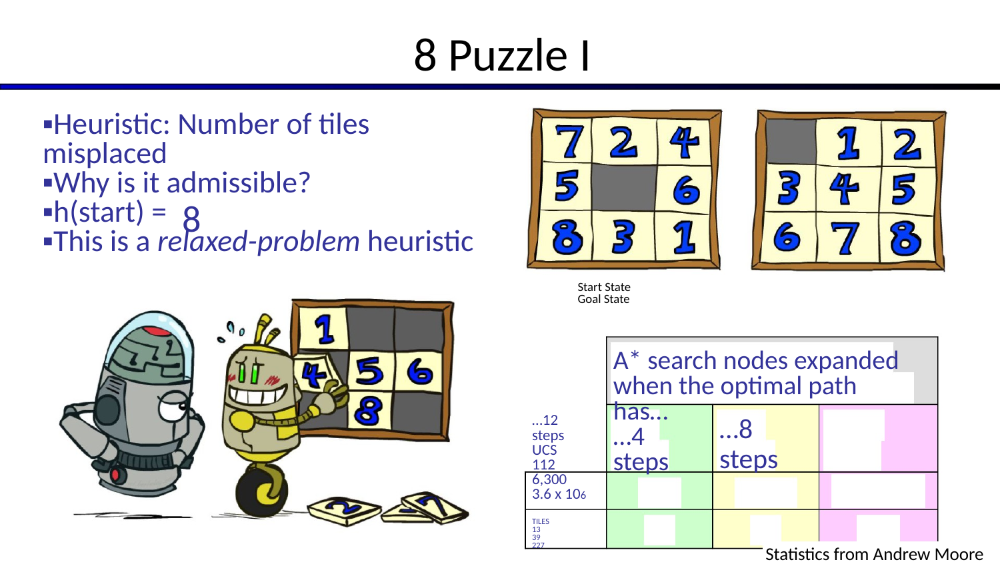 8 Puzzle I
▪Heuristic: Number of tiles
misplaced
▪Why is it admissible?
▪h(start) = 8
▪This is a relaxed-problem heuristic
7 2 4
5 6
8 3 1
1 2
3 4 5
6 7 8
Start State
Goal State
1
4 5 6
8
2 7
A* search nodes expanded
when the optimal path
has…
…4
steps
…8
steps
…12
steps
UCS
112
6,300
3.6 x 106
TILES
13
39
227
Statistics from Andrew Moore